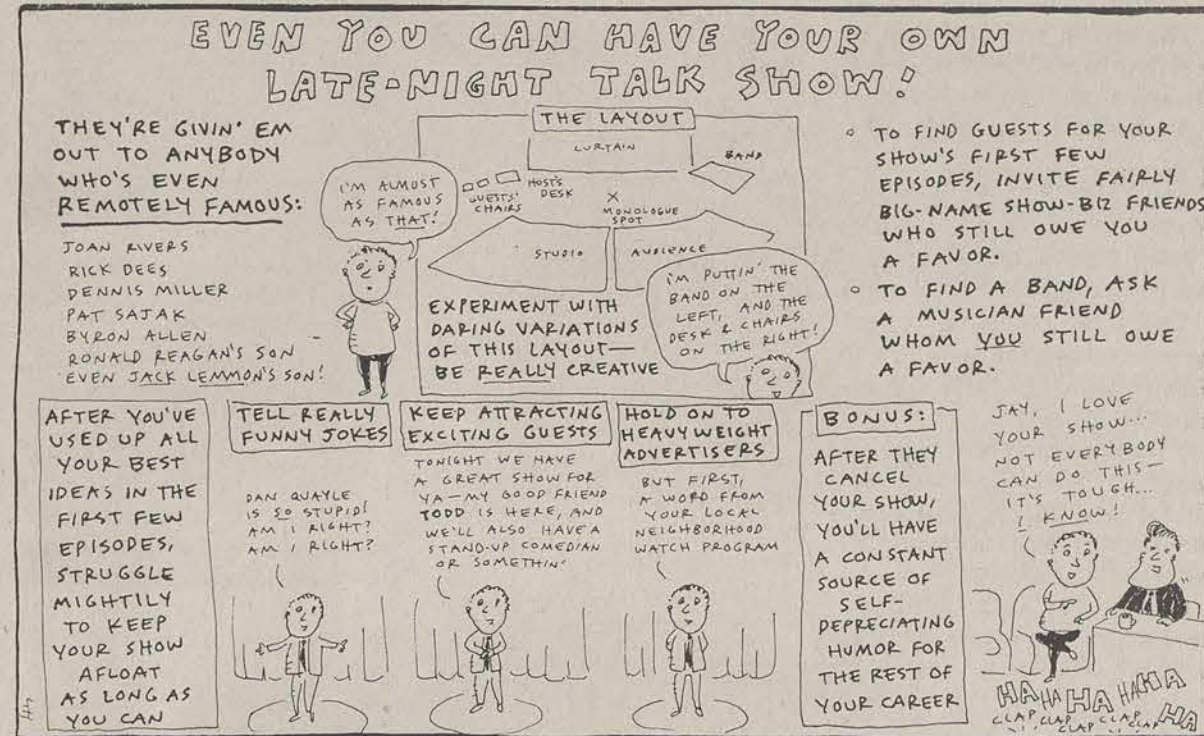 EVEN YOU CAN HAVE YOUR OWN
LATE-NIGHT TALK SHOW!
THEY'RE GIVIN' EM
OUT TO ANYBODY
WHO'S EVEN
REMOTELY FAMOUS:
JOAN RIVERS
RICK DEES
DENNIS MILLER
PAT SAJAK
BYRON ALLEN
RONALD REAGAN'S SON
EVEN JACK LEMMON'S SON!
I'M ALMOST
AS FAMOUS
AS THAT!
THE LAYOUT
CURTAIN
BAND
GUESTS'
CHAIRS
HOST'S
DESK
X
MONOLOGUE
SPOT
STUDIO
AUDIENCE
EXPERIMENT WITH
DARING VARIATIONS
OF THIS LAYOUT—
BE REALLY CREATIVE
I'M PUTTIN' THE
BAND ON THE
LEFT, AND THE
DESK & CHAIRS
ON THE RIGHT!
° TO FIND GUESTS FOR YOUR
SHOW'S FIRST FEW
EPISODES, INVITE FAIRLY
BIG-NAME SHOW-BIZ FRIENDS
WHO STILL OWE YOU
A FAVOR.
° TO FIND A BAND, ASK
A MUSICIAN FRIEND
WHOM YOU STILL OWE
A FAVOR.
AFTER YOU'VE
USED UP ALL
YOUR BEST
IDEAS IN THE
FIRST FEW
EPISODES,
STRUGGLE
MIGHTILY
TO KEEP
YOUR SHOW
AFLOAT
AS LONG AS
YOU CAN
TELL REALLY
FUNNY JOKES
DAN QUAYLE
IS SO STUPID!
AM I RIGHT?
AM I RIGHT?
KEEP ATTRACTING
EXCITING GUESTS
TONIGHT WE HAVE
A GREAT SHOW FOR
YA—MY GOOD FRIEND
TODD IS HERE, AND
WE'LL ALSO HAVE A
STAND-UP COMEDIAN
OR SOMETHIN'
HOLD ON TO
HEAVYWEIGHT
ADVERTISERS
BUT FIRST,
A WORD FROM
YOUR LOCAL
NEIGHBORHOOD
WATCH PROGRAM
BONUS:
AFTER THEY
CANCEL
YOUR SHOW,
YOU'LL HAVE
A CONSTANT
SOURCE OF
SELF-
DEPRECIATING
HUMOR FOR
THE REST OF
YOUR CAREER
JAY, I LOVE
YOUR SHOW...
NOT EVERYBODY
CAN DO THIS—
IT'S TOUGH...
I KNOW!
HA HA HA HA HA HA
CLAP CLAP CLAP CLAP CLAP